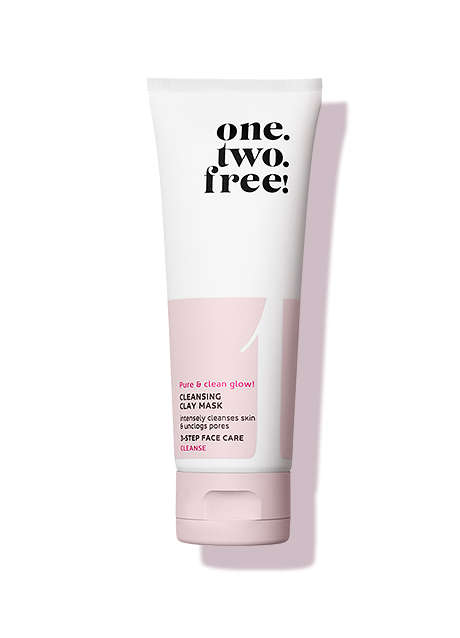 one.
two.
free!
1
Pure & clean glow!
CLEANSING
CLAY MASK
intensely cleanses skin
& unclogs pores
3-STEP FACE CARE
CLEANSE